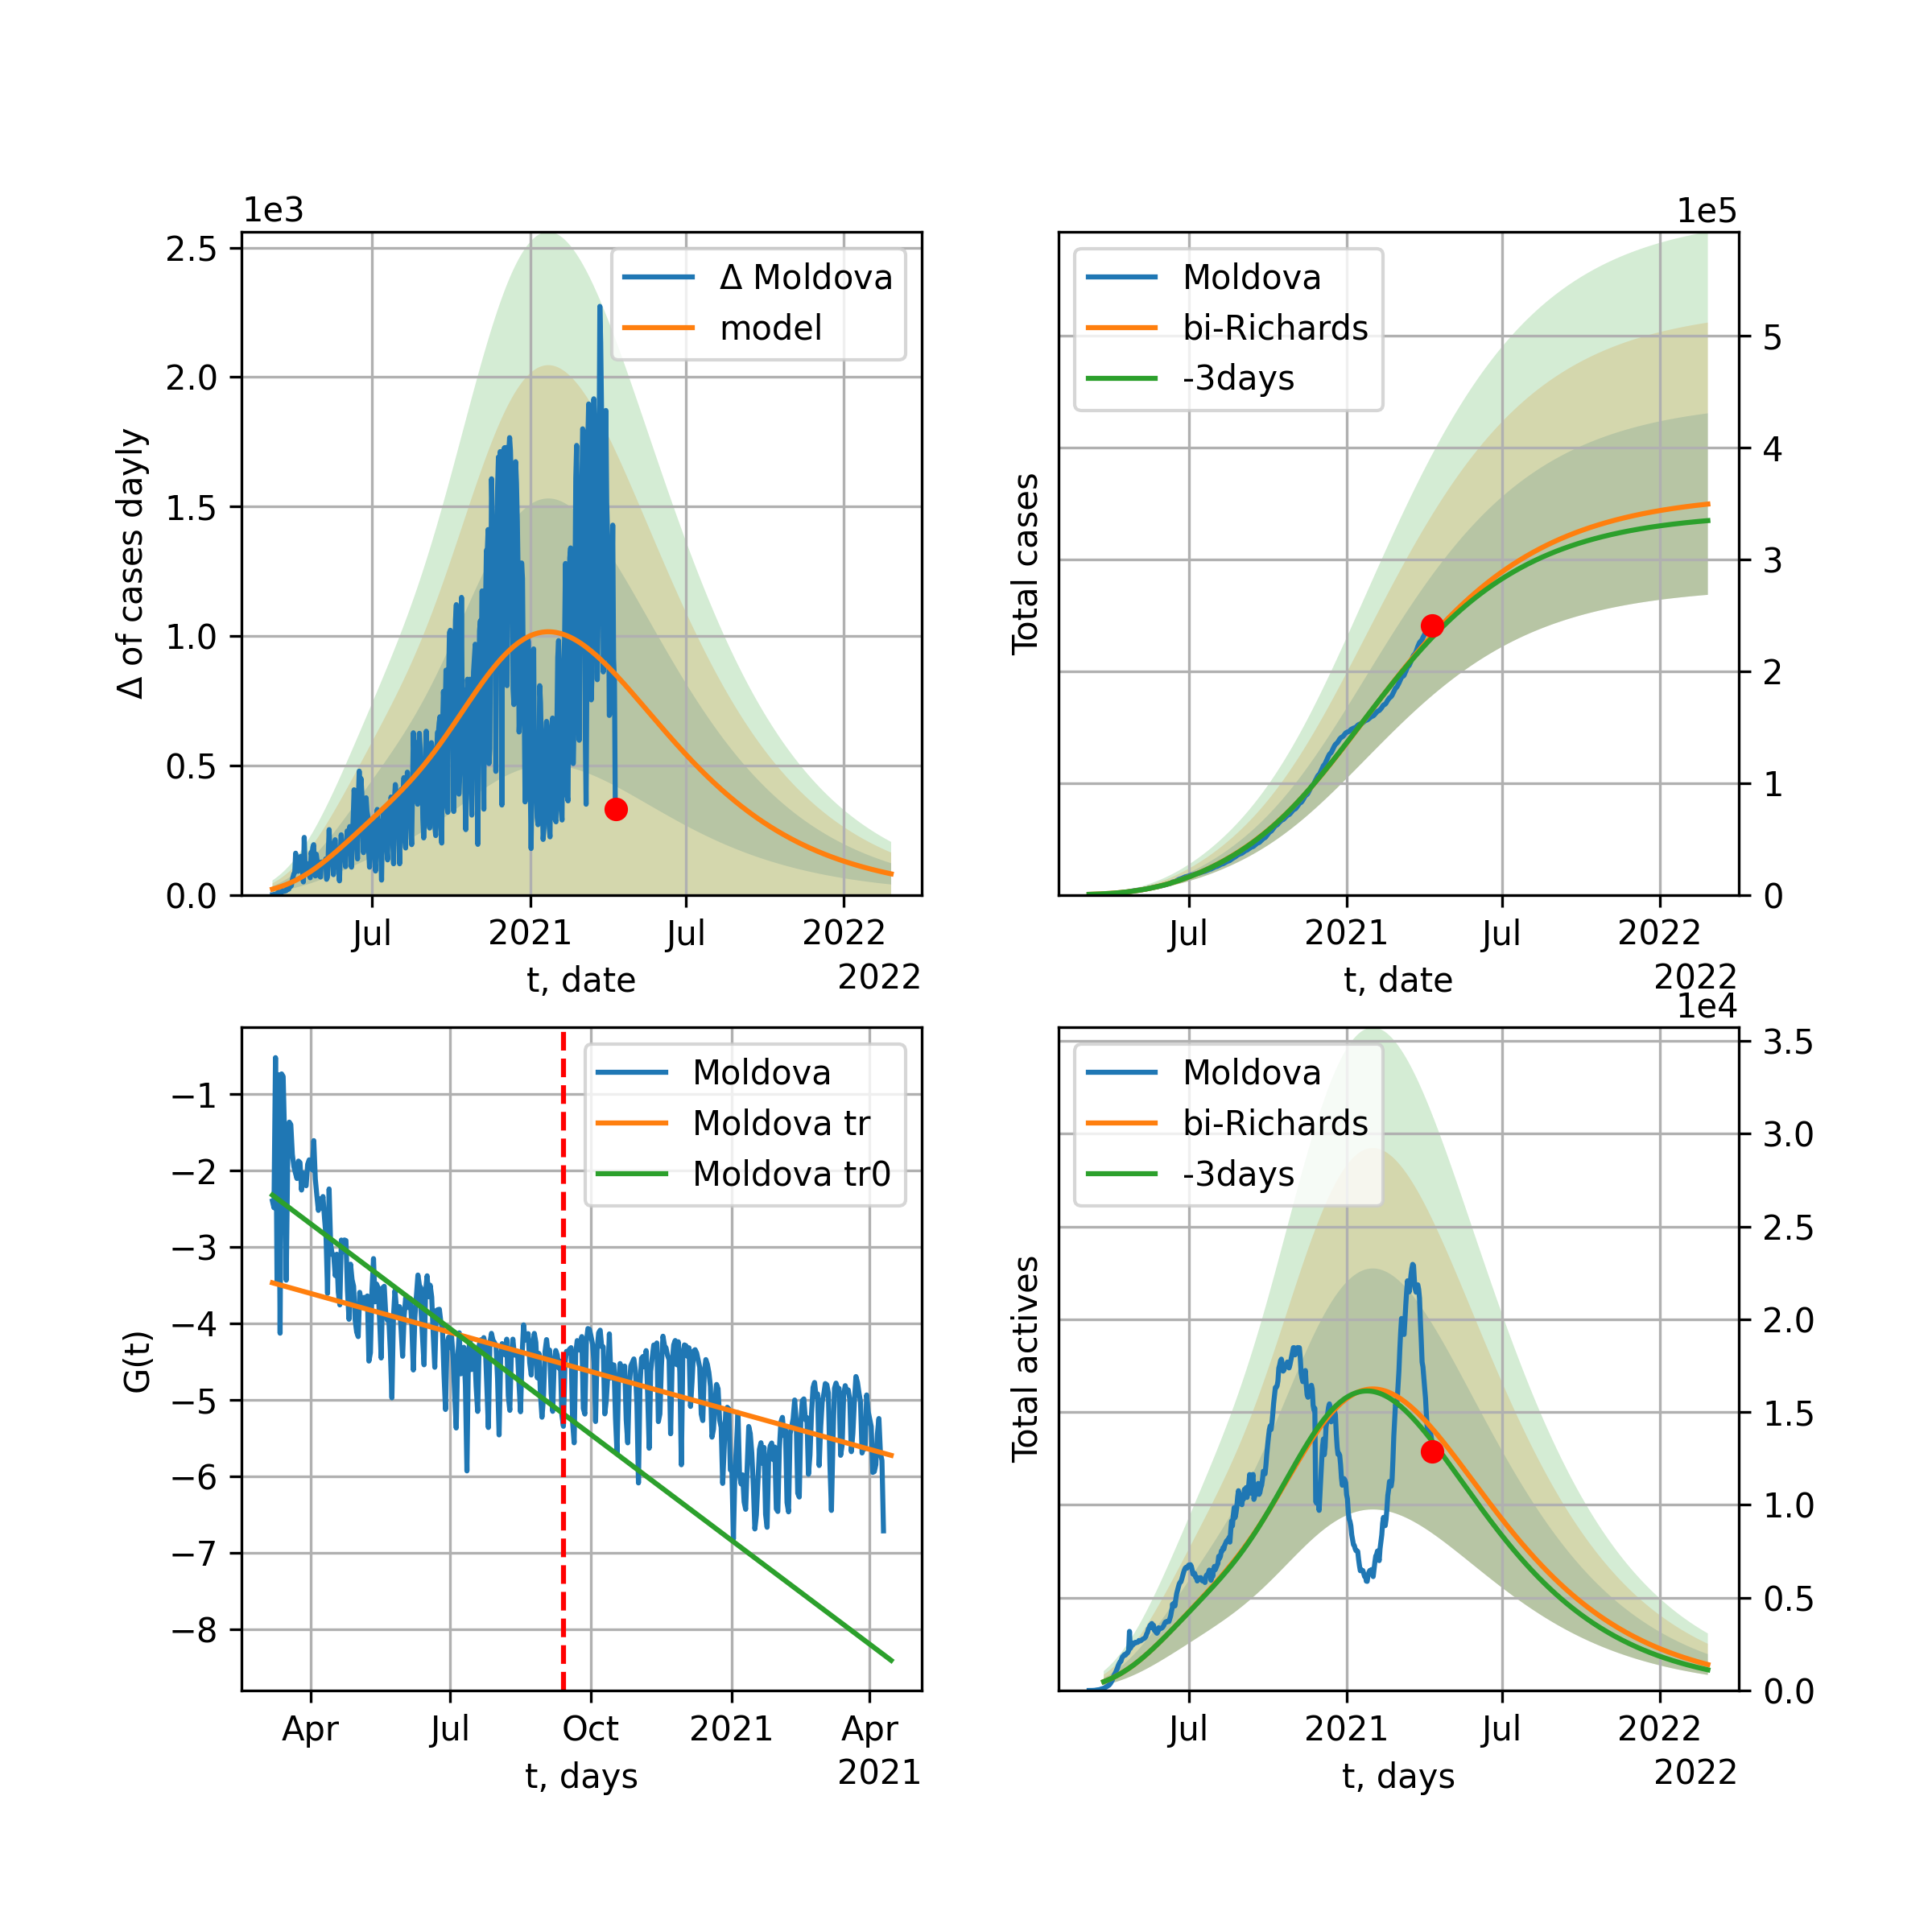 1e3
2.5
2.0
1.5
1.0
0.5
0.0
Δ of cases dayly
Δ Moldova
model
Jul 2021 Jul 2022
t, date 2022
1e5
Moldova
bi-Richards
-3days
Total cases
5
4
3
2
1
0
Jul 2021 Jul 2022
t, date 2022
−1
−2
−3
−4
−5
−6
−7
−8
G(t)
Moldova
Moldova tr
Moldova tr0
Apr Jul Oct 2021 Apr
t, days 2021
1e4
Moldova
bi-Richards
-3days
Total actives
3.5
3.0
2.5
2.0
1.5
1.0
0.5
0.0
Jul 2021 Jul 2022
t, days 2022